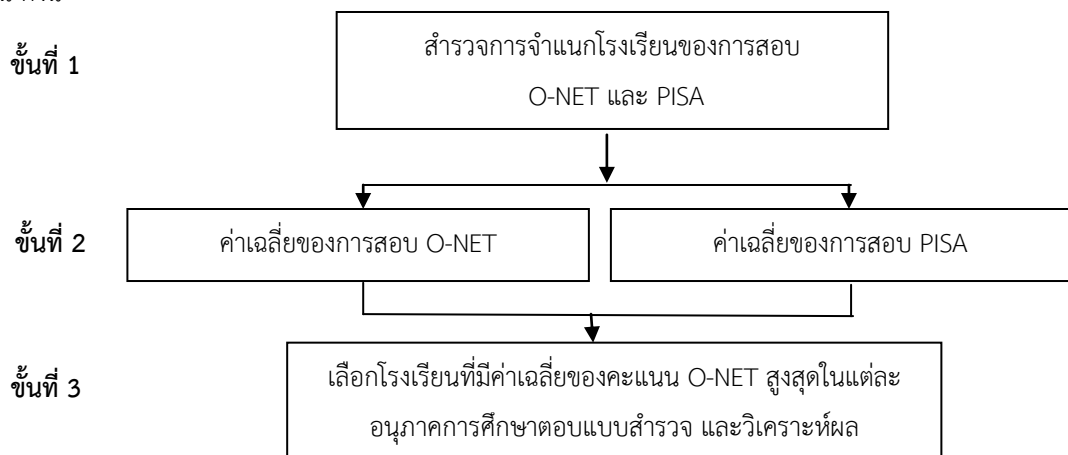 ขั้นที่ 1
สำรวจการจำแนกโรงเรียนของการสอบ
O-NET และ PISA
ขั้นที่ 2
ค่าเฉลี่ยของการสอบ O-NET
ค่าเฉลี่ยของการสอบ PISA
ขั้นที่ 3
เลือกโรงเรียนที่มีค่าเฉลี่ยของคะแนน O-NET สูงสุดในแต่ละ
อนุภาคการศึกษาตอบแบบสำรวจ และวิเคราะห์ผล